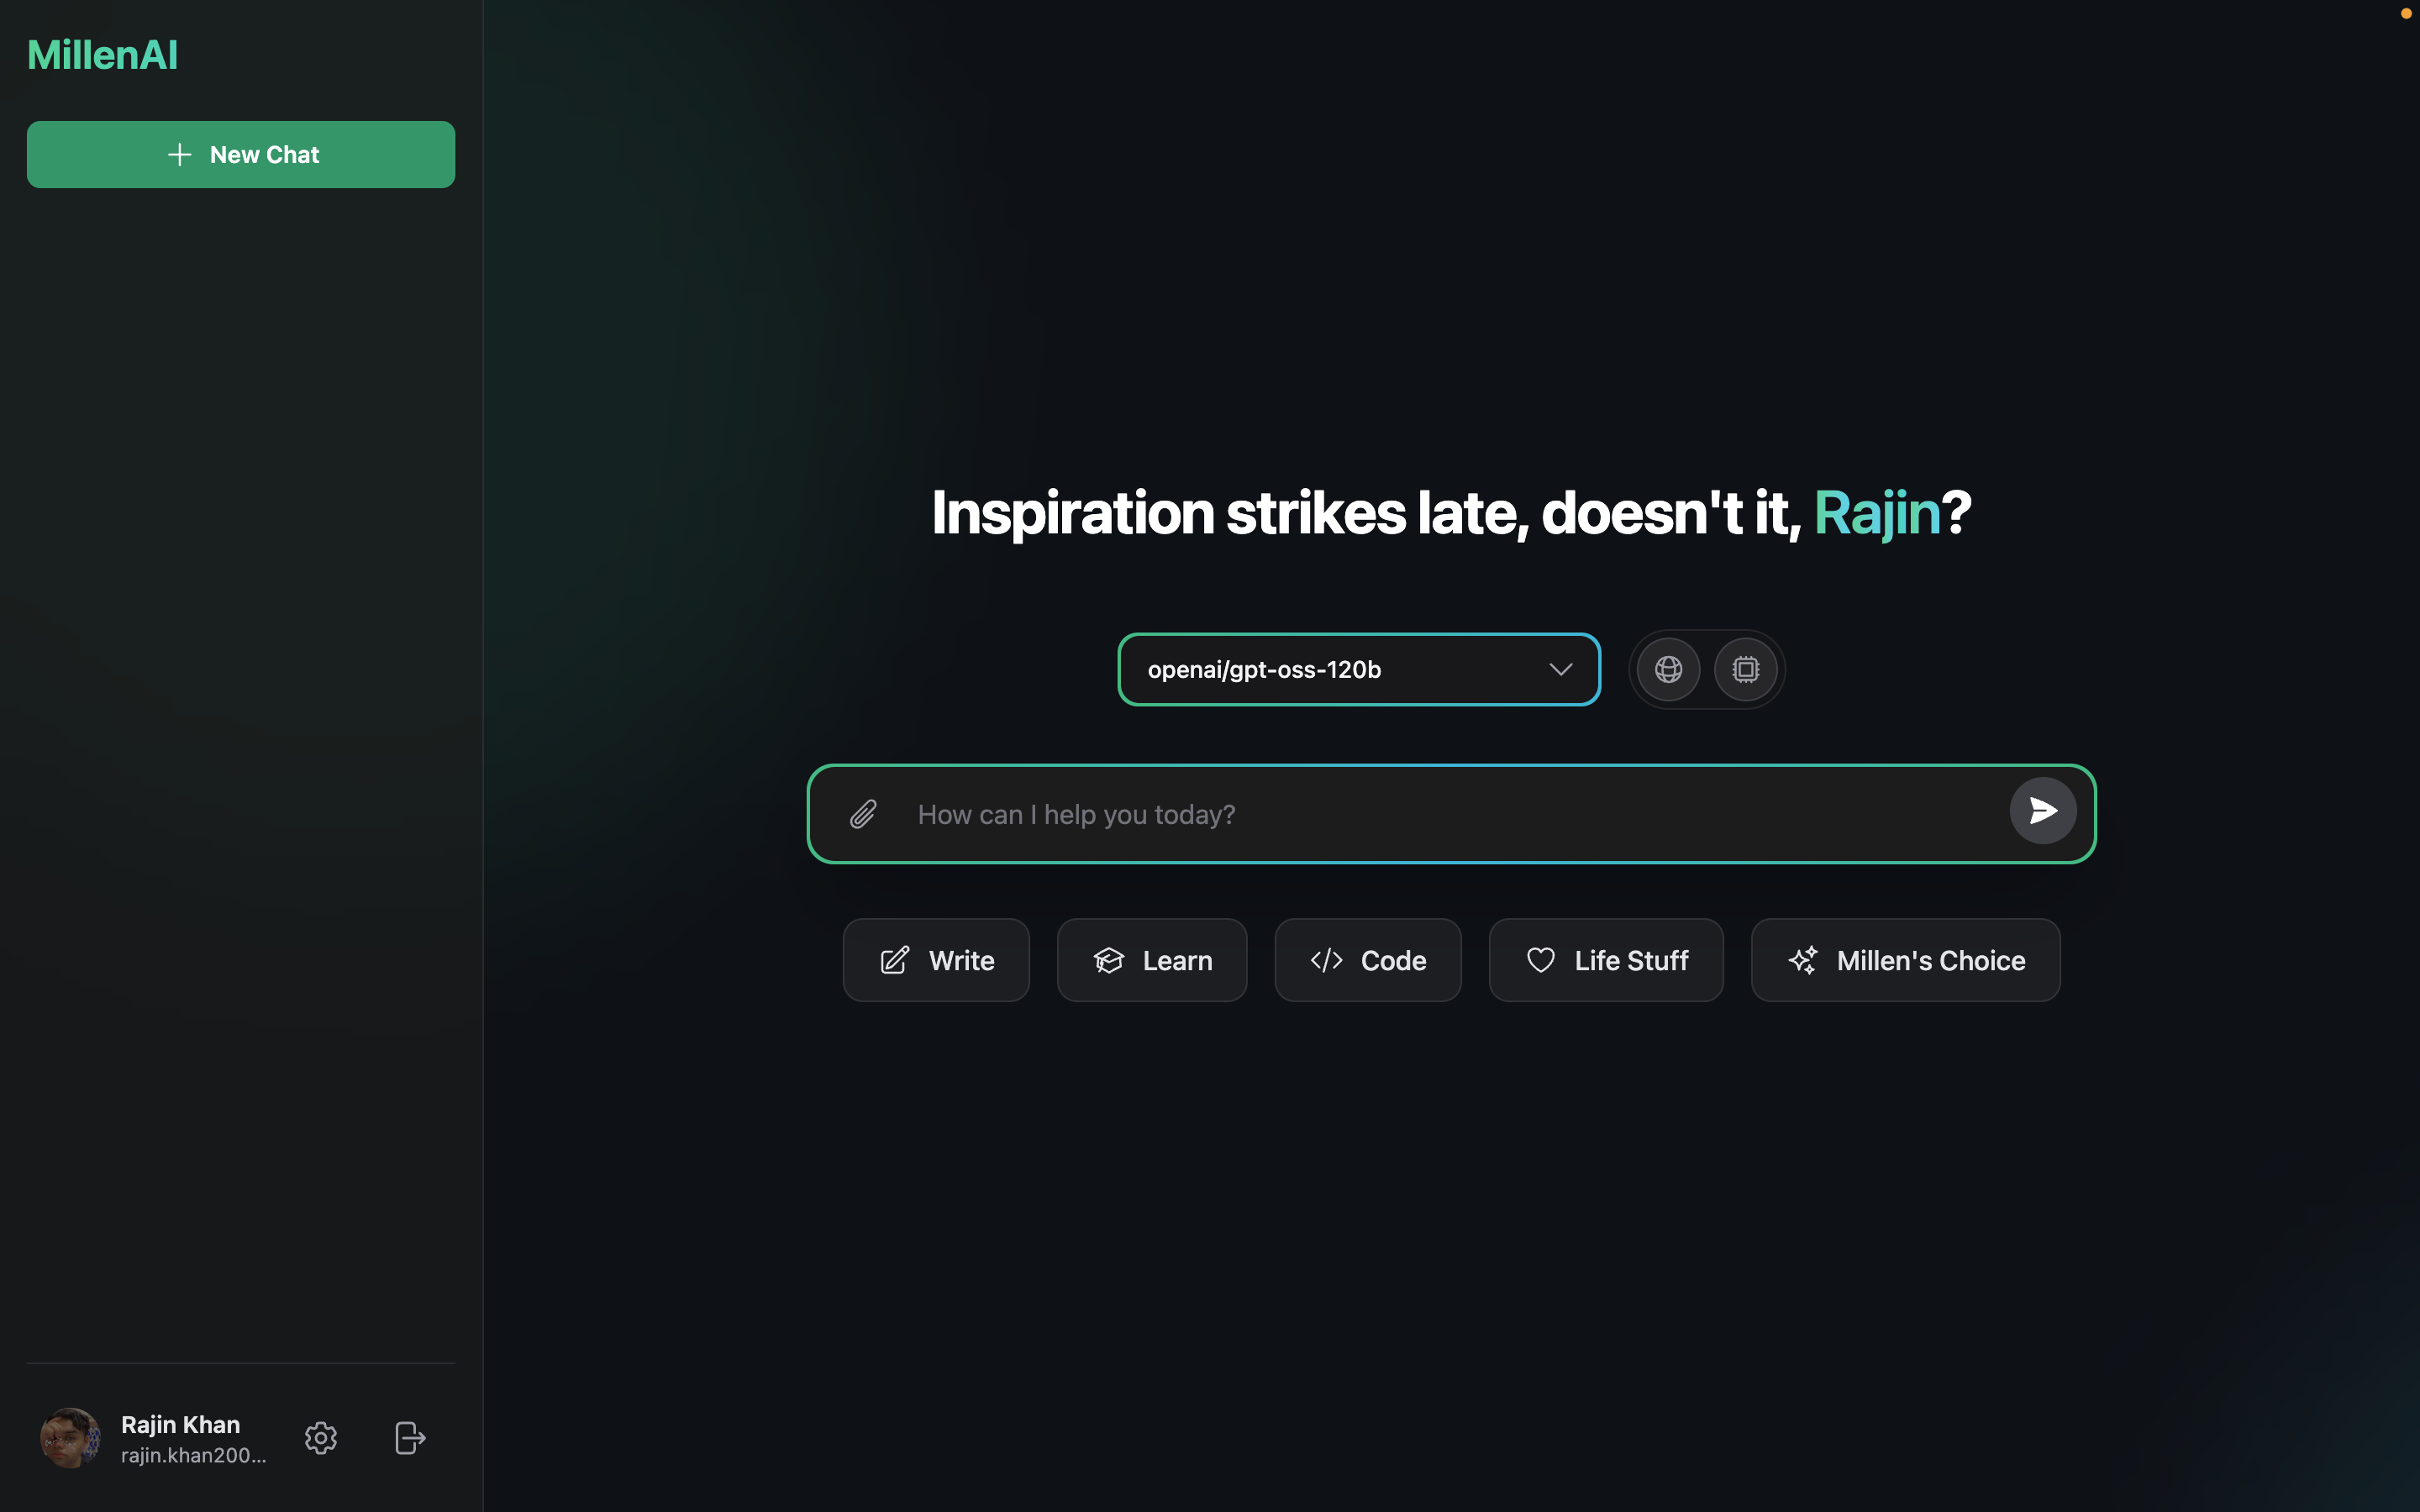 MillenAI
New Chat
Inspiration strikes late, doesn't it, Rajin?
openai/gpt-oss-120b
How can I help you today?
Write
Learn
Code
Life Stuff
Millen's Choice
Rajin Khan
rajin.khan200...